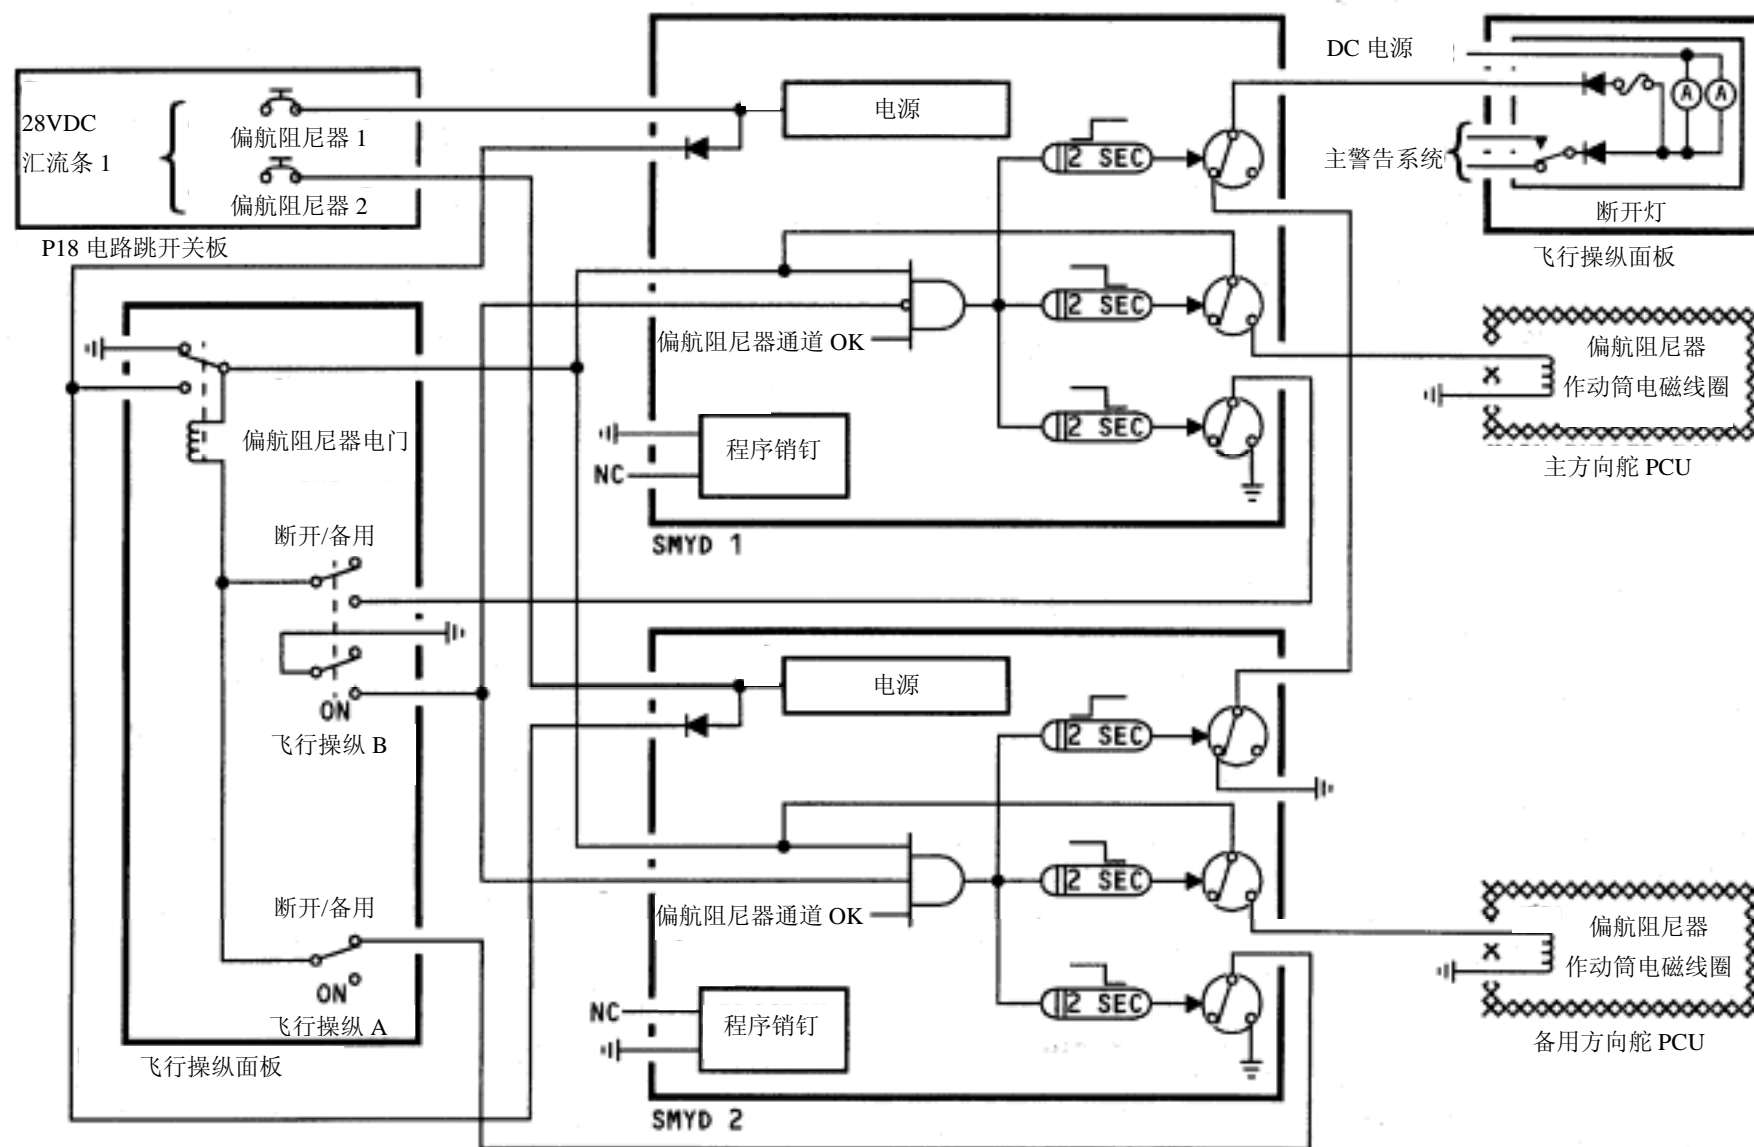 DC 电源
28VDC
汇流条 1
偏航阻尼器 1
偏航阻尼器 2
P18 电路跳开关板
电源
2 SEC
主警告系统
A A
断开灯
飞行操纵面板
偏航阻尼器通道 OK
2 SEC
偏航阻尼器
作动筒电磁线圈
主方向舵 PCU
2 SEC
程序销钉
NC
SMYD 1
偏航阻尼器电门
断开/备用
ON
飞行操纵 B
断开/备用
ON
飞行操纵 A
飞行操纵面板
电源
2 SEC
偏航阻尼器通道 OK
2 SEC
2 SEC
NC
程序销钉
SMYD 2
偏航阻尼器
作动筒电磁线圈
备用方向舵 PCU